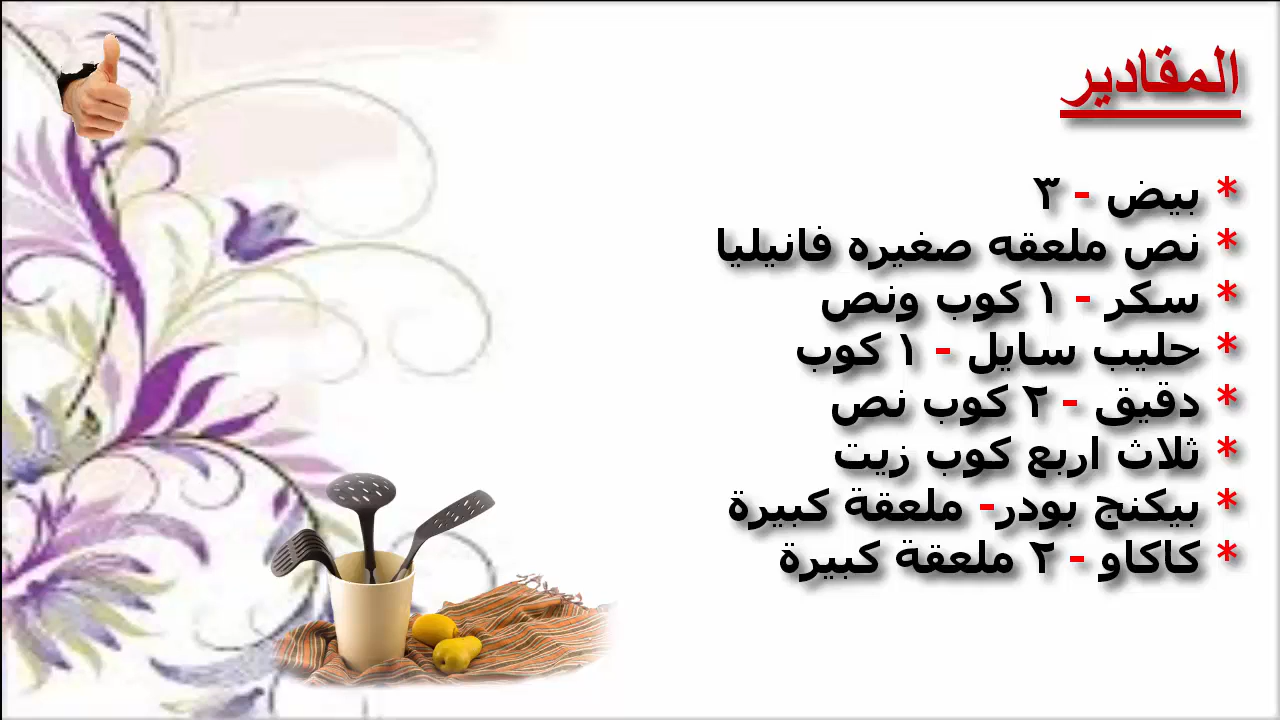 المقادير
* بيض - ٣
* نص ملعقه صغيره فانيليا
* سكر - ١ كوب ونص
* حليب سايل - ١ كوب
* دقيق - ٢ كوب نص
* ثلاث اربع كوب زيت
* بيكنج بودر- ملعقة كبيرة
* كاكاو - ٢ ملعقة كبيرة